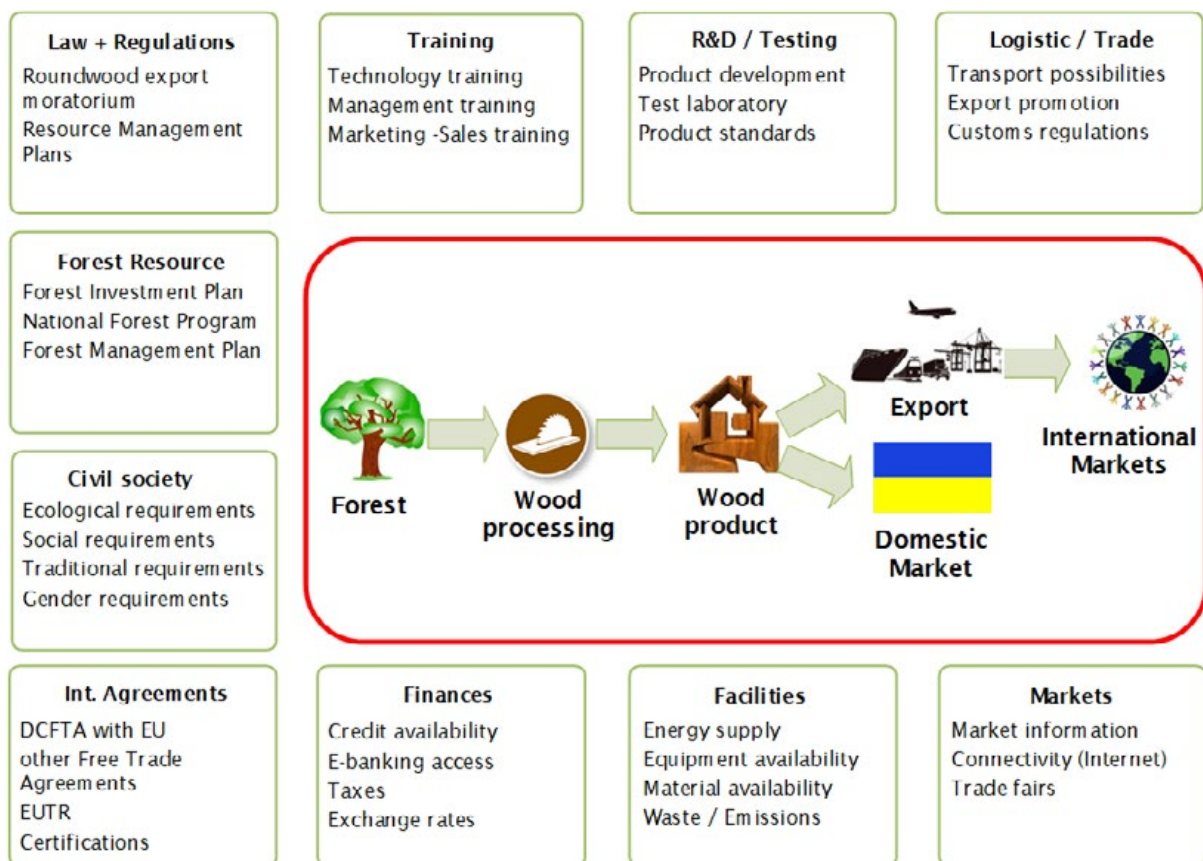 Law + Regulations
Roundwood export
moratorium
Resource Management
Plans
Training
Technology training
Management training
Marketing -Sales training
R&D / Testing
Product development
Test laboratory
Product standards
Logistic / Trade
Transport possibilities
Export promotion
Customs regulations
Forest Resource
Forest Investment Plan
National Forest Program
Forest Management Plan
Civil society
Ecological requirements
Social requirements
Traditional requirements
Gender requirements
Forest
Wood
processing
Wood
product
Export
Domestic
Market
International
Markets
Int. Agreements
DCFTA with EU
other Free Trade
Agreements
EUTR
Certifications
Finances
Credit availability
E-banking access
Taxes
Exchange rates
Facilities
Energy supply
Equipment availability
Material availability
Waste / Emissions
Markets
Market information
Connectivity (Internet)
Trade fairs